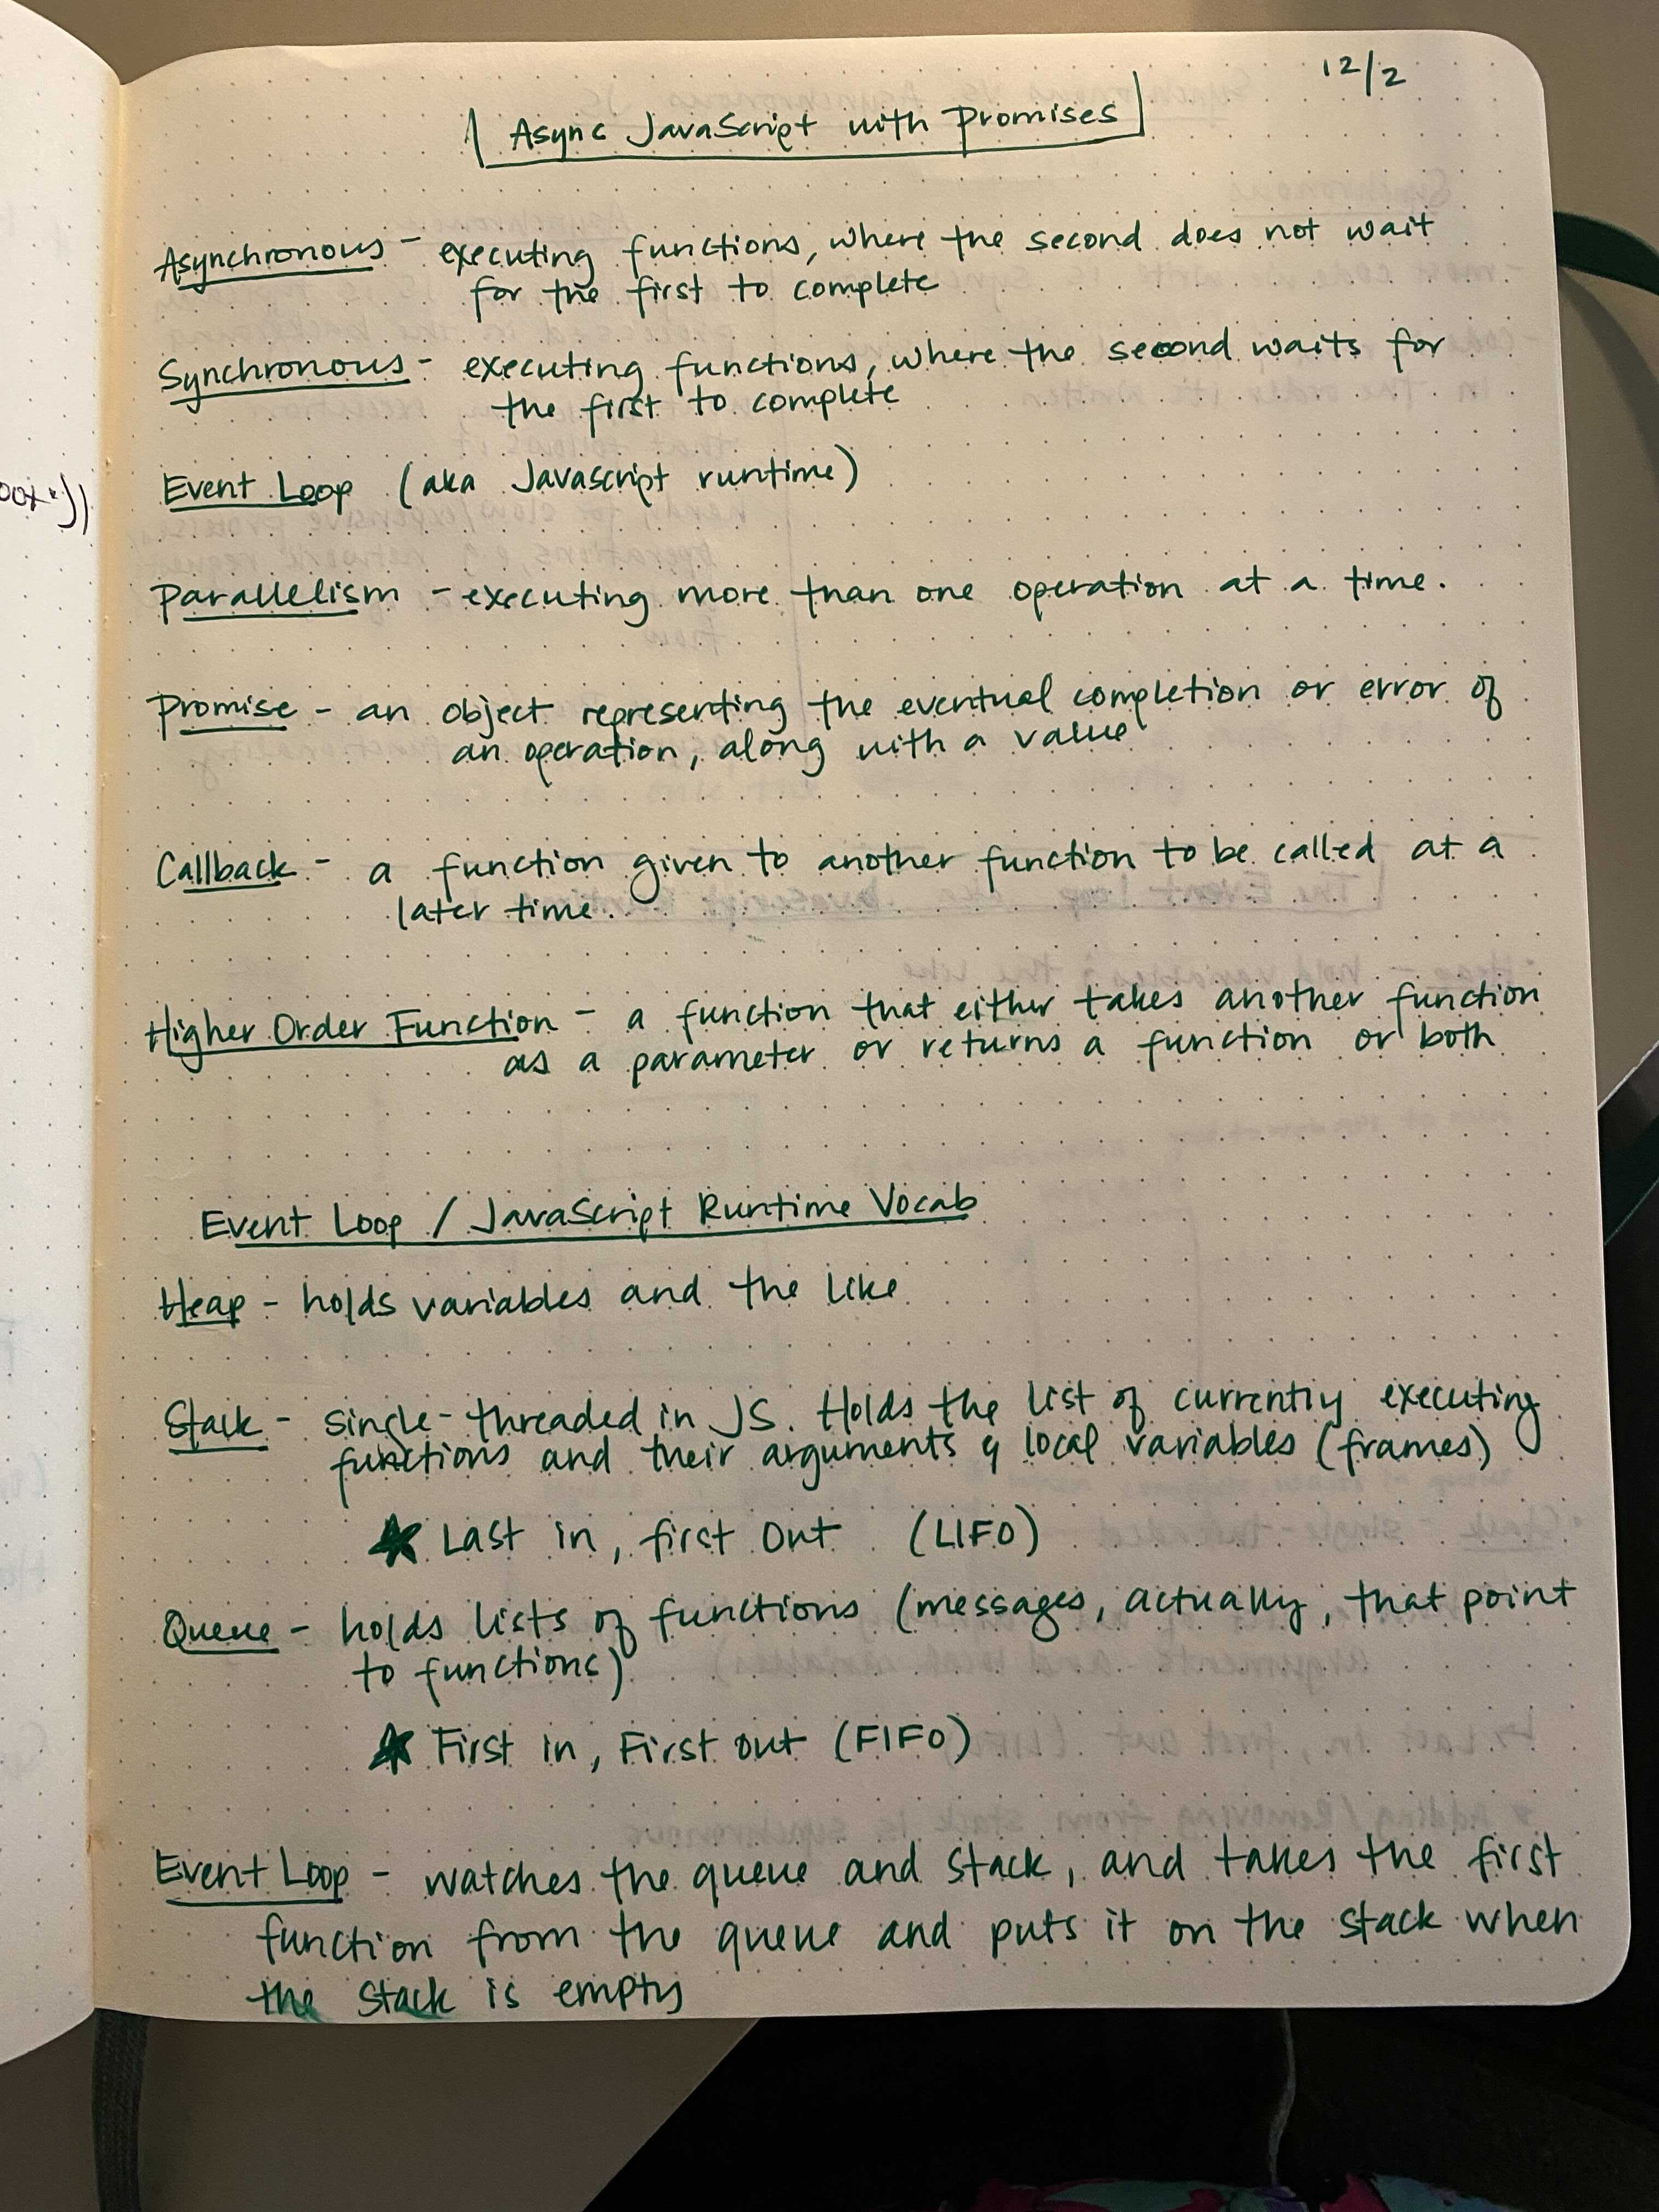 12/2
Async JavaScript with Promises
Asynchronous - executing functions, where the second does not wait
for the first to complete
Synchronous - executing functions, where the second waits for
the first to complete
Event Loop (aka Javascript runtime)
Parallelism - executing more than one operation at a time.
Promise - an object representing the eventual completion or error of
an operation, along with a value
Callback - a function given to another function to be called at a
later time.
Higher Order Function - a function that either takes another function
as a parameter or returns a function or both
Event Loop / JavaScript Runtime Vocab
Heap - holds variables and the like
Stack - single-threaded in JS. Holds the list of currently executing
functions and their arguments & local variables (frames)
★ Last in, first out (LIFO)
Queue - holds lists of functions (messages, actually, that point
to functions)
★ First in, First out (FIFO)
Event Loop - watches the queue and stack, and takes the first
function from the queue and puts it on the stack when
the stack is empty